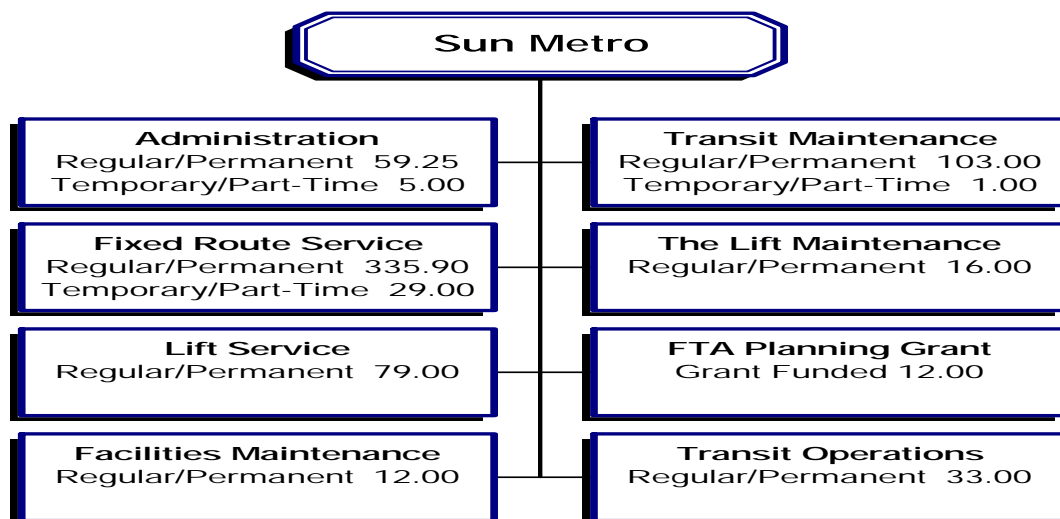 Sun Metro
Administration
Regular/Permanent 59.25
Temporary/Part-Time 5.00
Transit Maintenance
Regular/Permanent 103.00
Temporary/Part-Time 1.00
Fixed Route Service
Regular/Permanent 335.90
Temporary/Part-Time 29.00
The Lift Maintenance
Regular/Permanent 16.00
Lift Service
Regular/Permanent 79.00
FTA Planning Grant
Grant Funded 12.00
Facilities Maintenance
Regular/Permanent 12.00
Transit Operations
Regular/Permanent 33.00